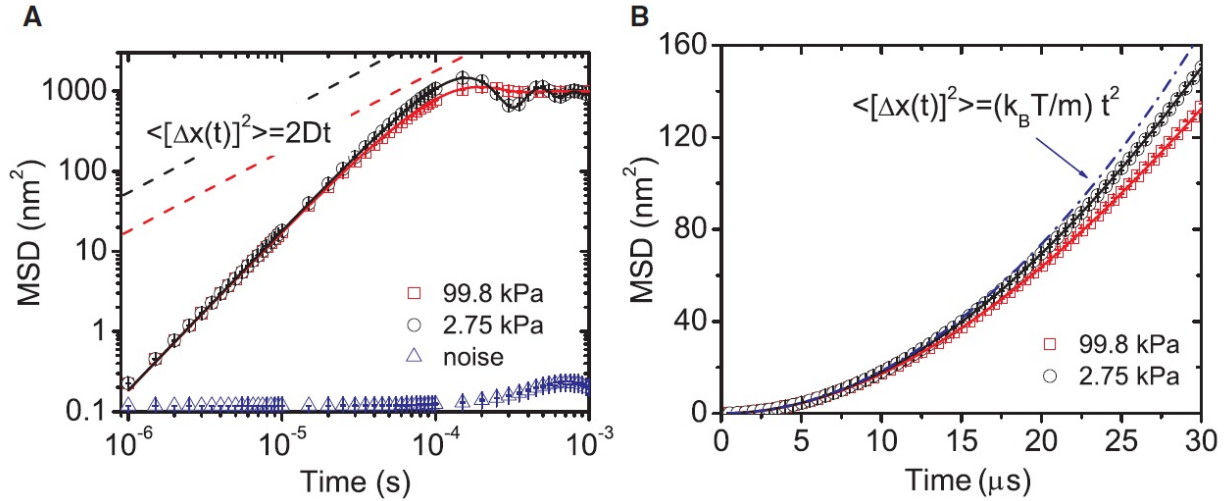 A
MSD (nm²)
1000
100
10
1
0.1
<[Δx(t)]²>=2Dt
99.8 kPa
2.75 kPa
noise
10⁻⁶
10⁻⁵
10⁻⁴
10⁻³
Time (s)
B
MSD (nm²)
160
120
80
40
0
<[Δx(t)]²>=(k_BT/m) t²
99.8 kPa
2.75 kPa
0
5
10
15
20
25
30
Time (μs)